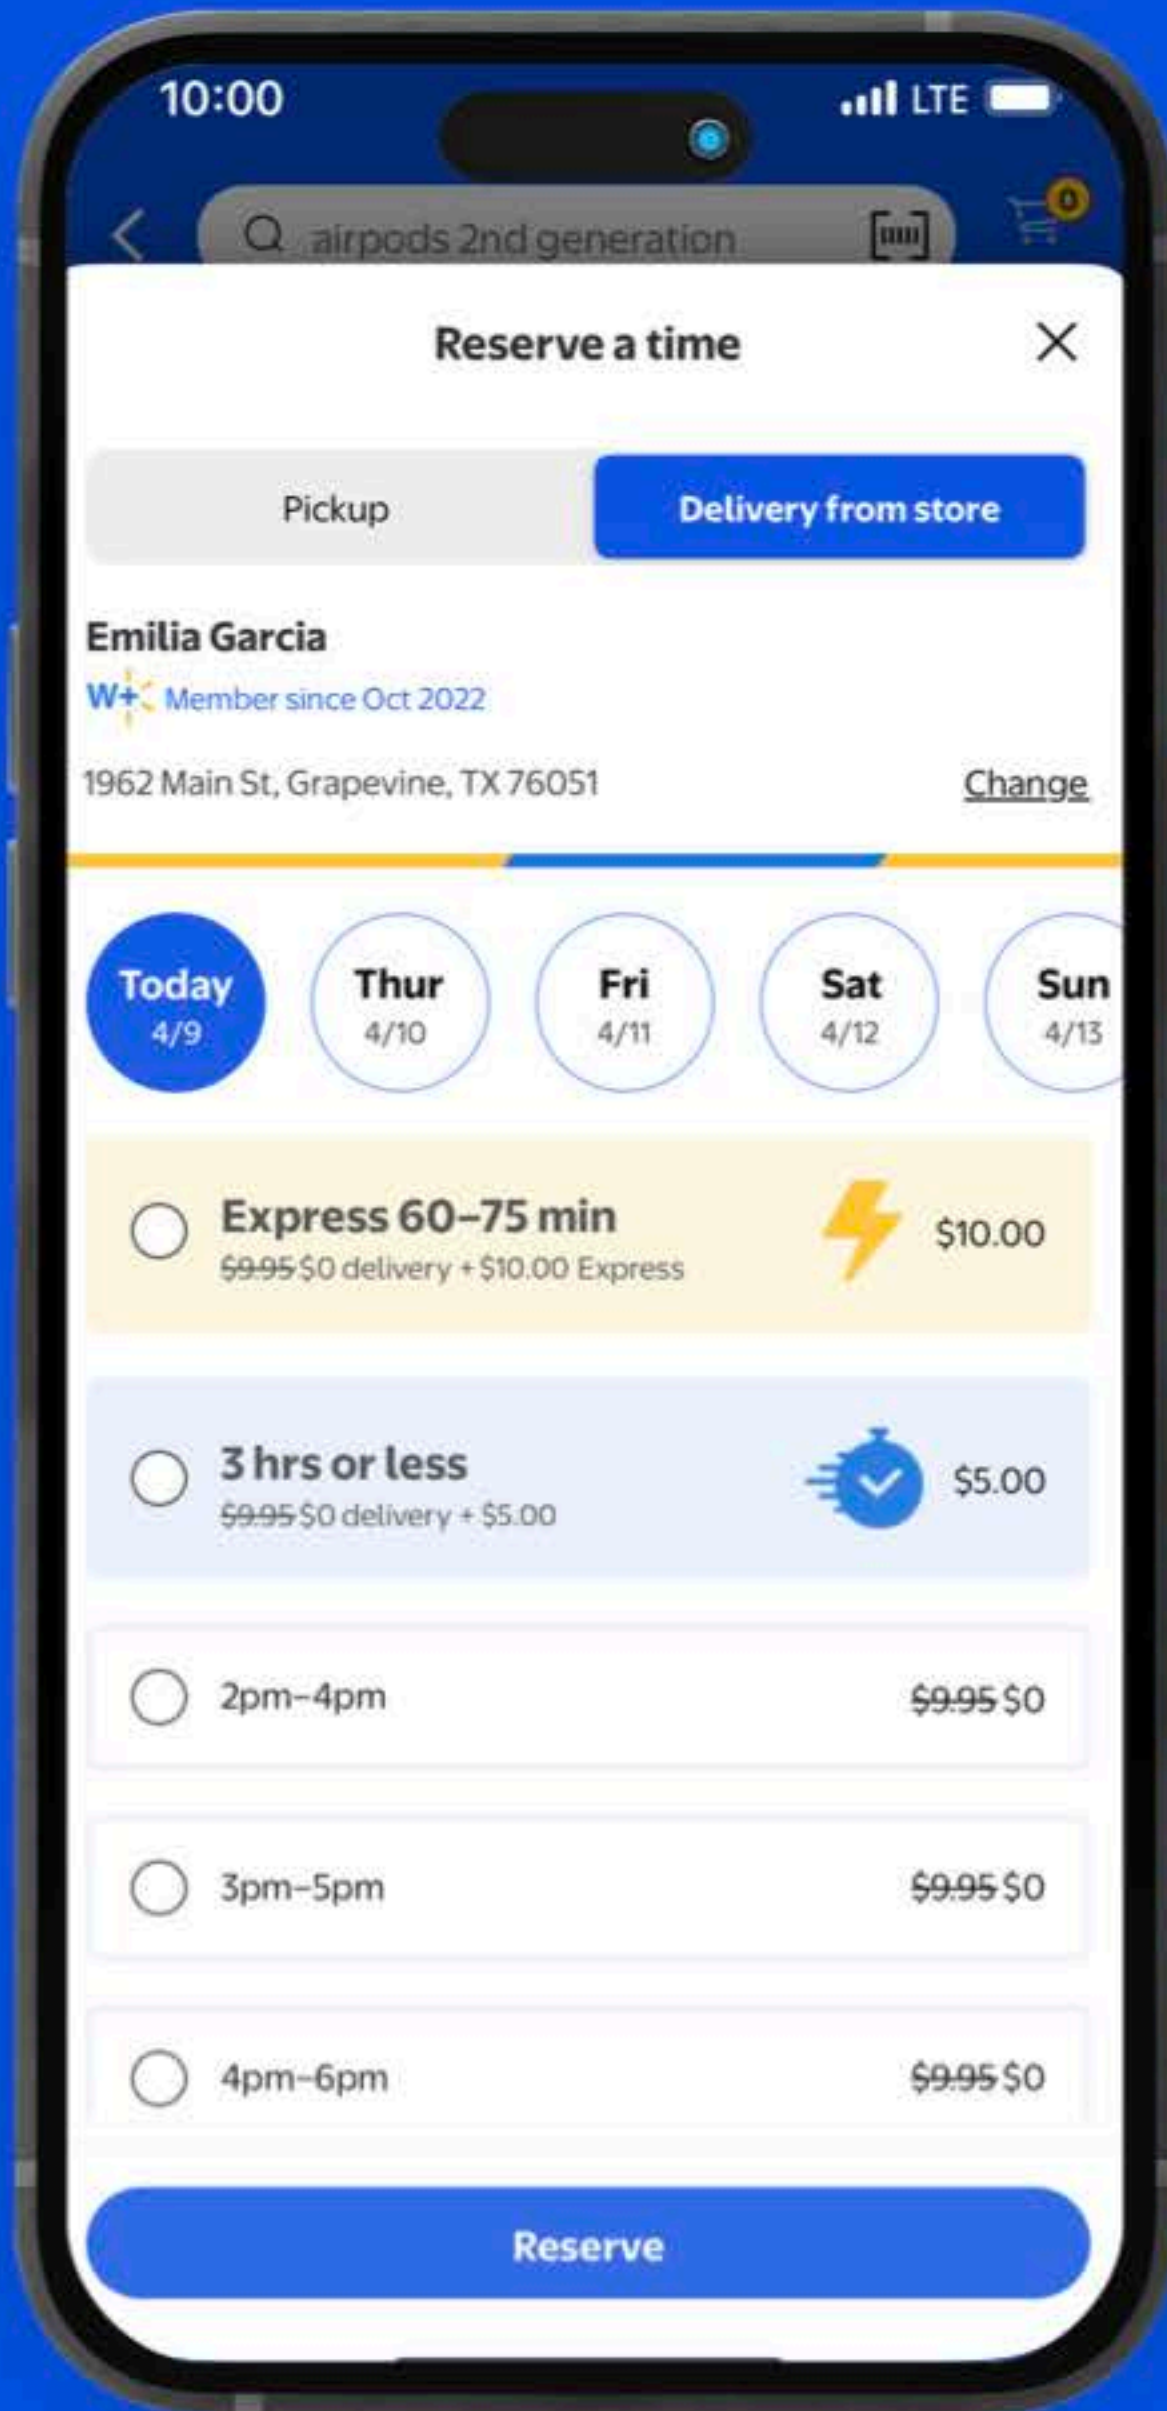 10:00 LTE
airpods 2nd generation 0
Reserve a time
Pickup Delivery from store
Emilia Garcia
W+ Member since Oct 2022
1962 Main St, Grapevine, TX 76051 Change
Today Thur Fri Sat Sun
4/9 4/10 4/11 4/12 4/13
Express 60–75 min $10.00
$9.95 $0 delivery + $10.00 Express
3 hrs or less $5.00
$9.95 $0 delivery + $5.00
2pm–4pm $9.95 $0
3pm–5pm $9.95 $0
4pm–6pm $9.95 $0
Reserve